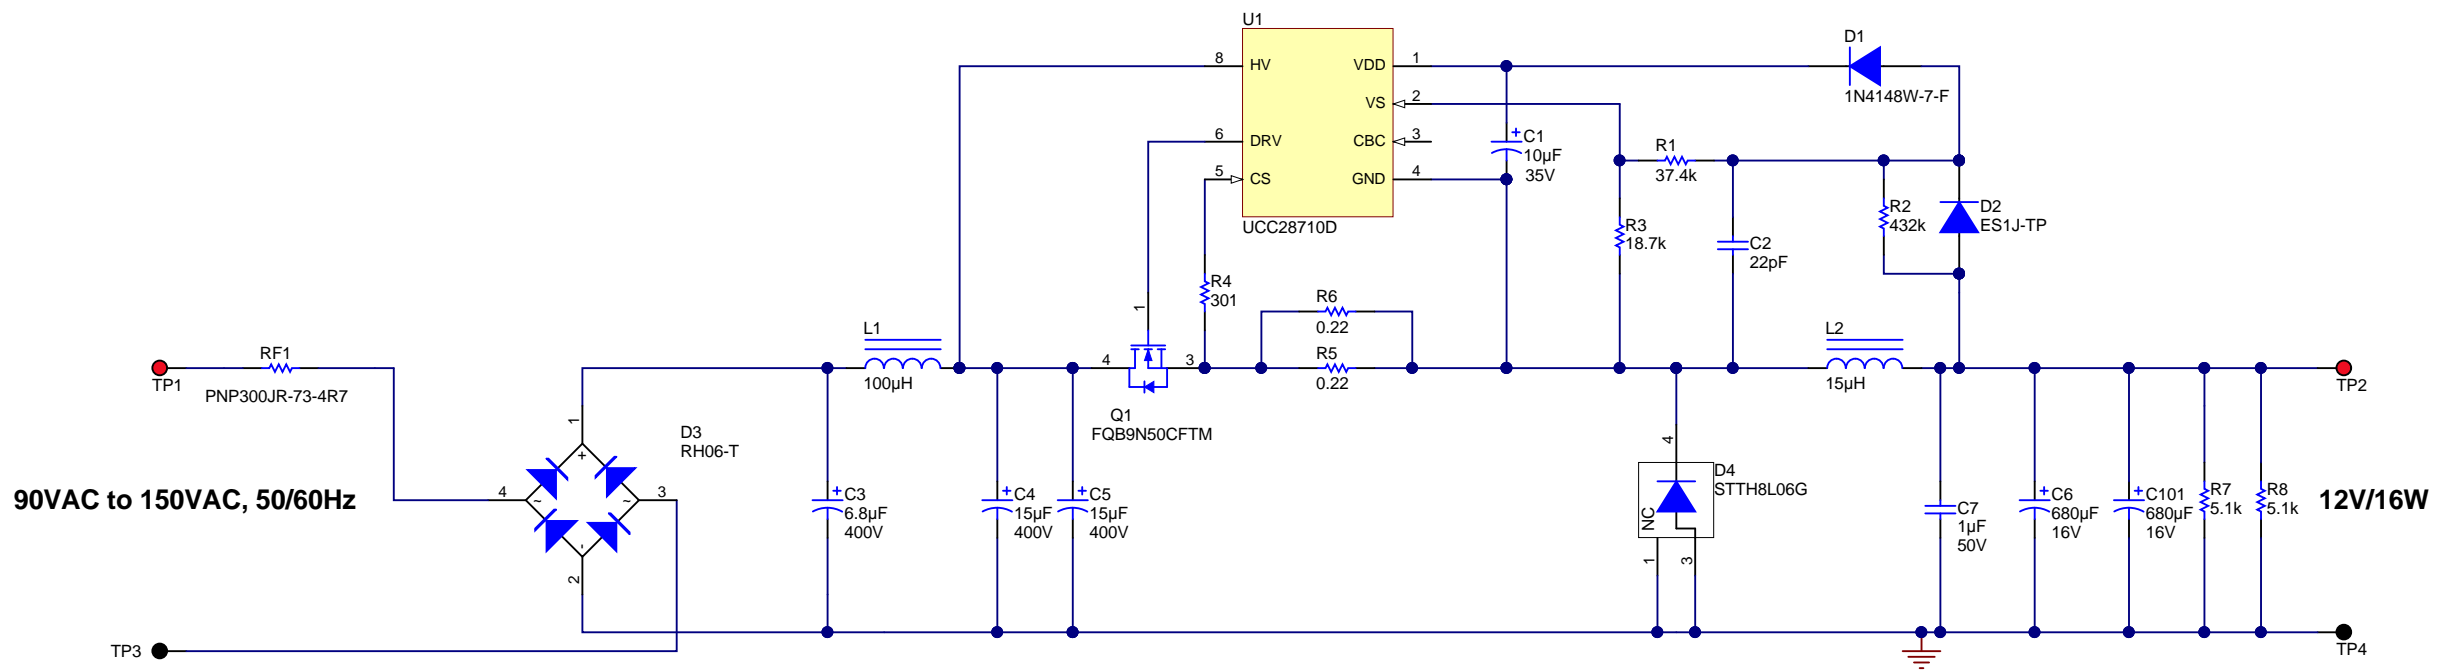 U1
8
HV
VDD
1
VS
2
6
DRV
CBC
3
5
CS
GND
4
UCC28710D
D1
1N4148W-7-F
C1
10µF
35V
R1
37.4k
R3
18.7k
C2
22pF
R2
432k
D2
ES1J-TP
R4
301
R6
0.22
R5
0.22
1
4
3
Q1
FQB9N50CFTM
L1
100µH
L2
15µH
TP1
RF1
PNP300JR-73-4R7
TP2
D3
RH06-T
1
+
4
~
~
3
-
2
4
D4
STTH8L06G
NC
1
3
90VAC to 150VAC, 50/60Hz
C3
6.8µF
400V
C4
15µF
400V
C5
15µF
400V
C7
1µF
50V
C6
680µF
16V
C101
680µF
16V
R7
5.1k
R8
5.1k
12V/16W
TP3
TP4